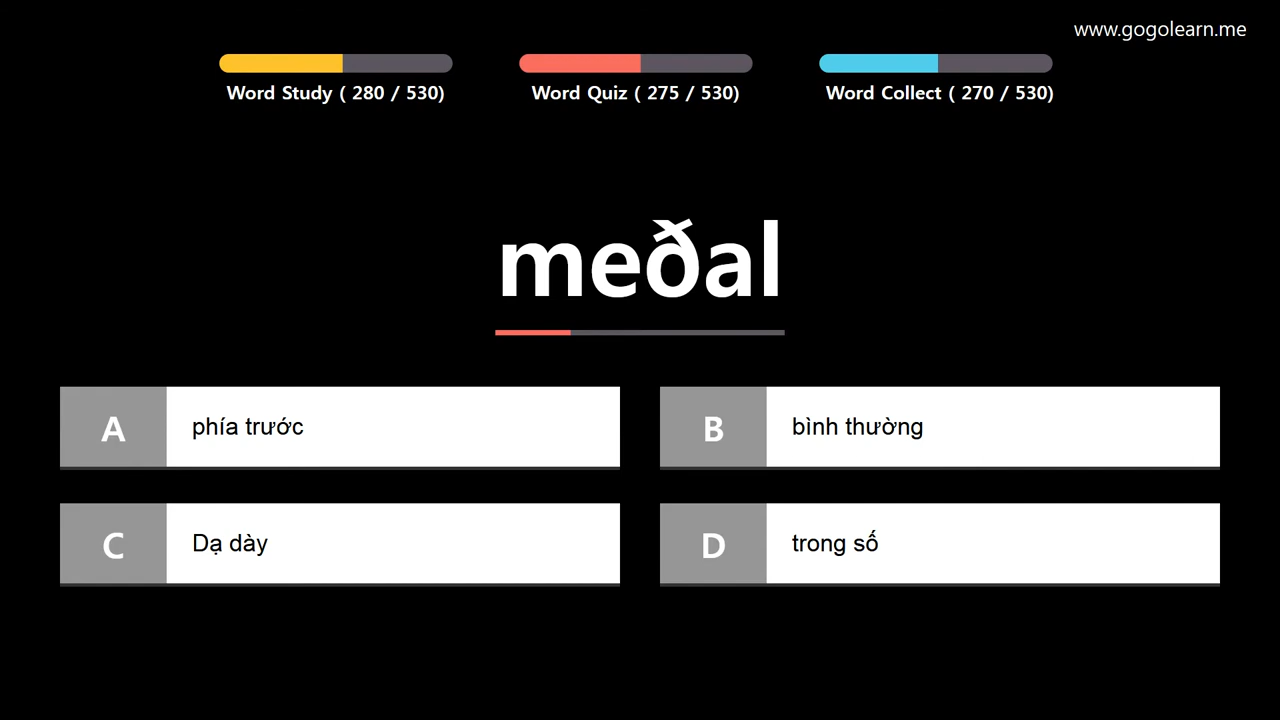 www.gogolearn.me
Word Study ( 280 / 530)
Word Quiz ( 275 / 530)
Word Collect ( 270 / 530)
meðal
A phía trước
B bình thường
C Dạ dày
D trong số